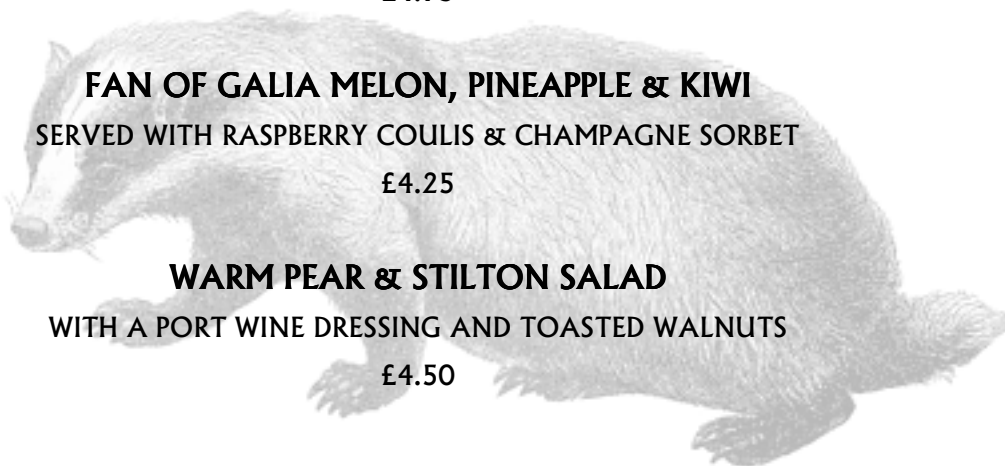 FAN OF GALIA MELON, PINEAPPLE & KIWI
SERVED WITH RASPBERRY COULIS & CHAMPAGNE SORBET
£4.25
WARM PEAR & STILTON SALAD
WITH A PORT WINE DRESSING AND TOASTED WALNUTS
£4.50